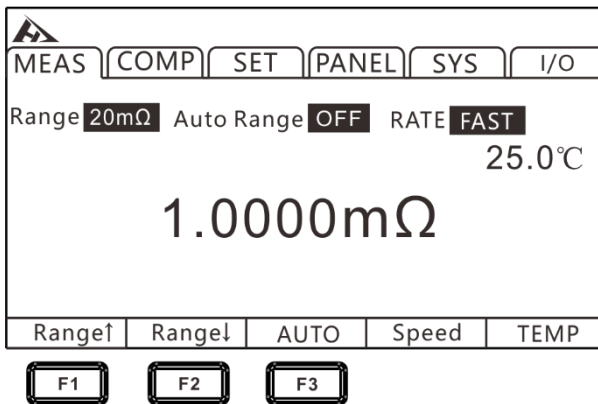 MEAS COMP SET PANEL SYS I/O
Range 20mΩ Auto Range OFF RATE FAST
25.0℃
1.0000mΩ
Range↑ Range↓ AUTO Speed TEMP
F1 F2 F3